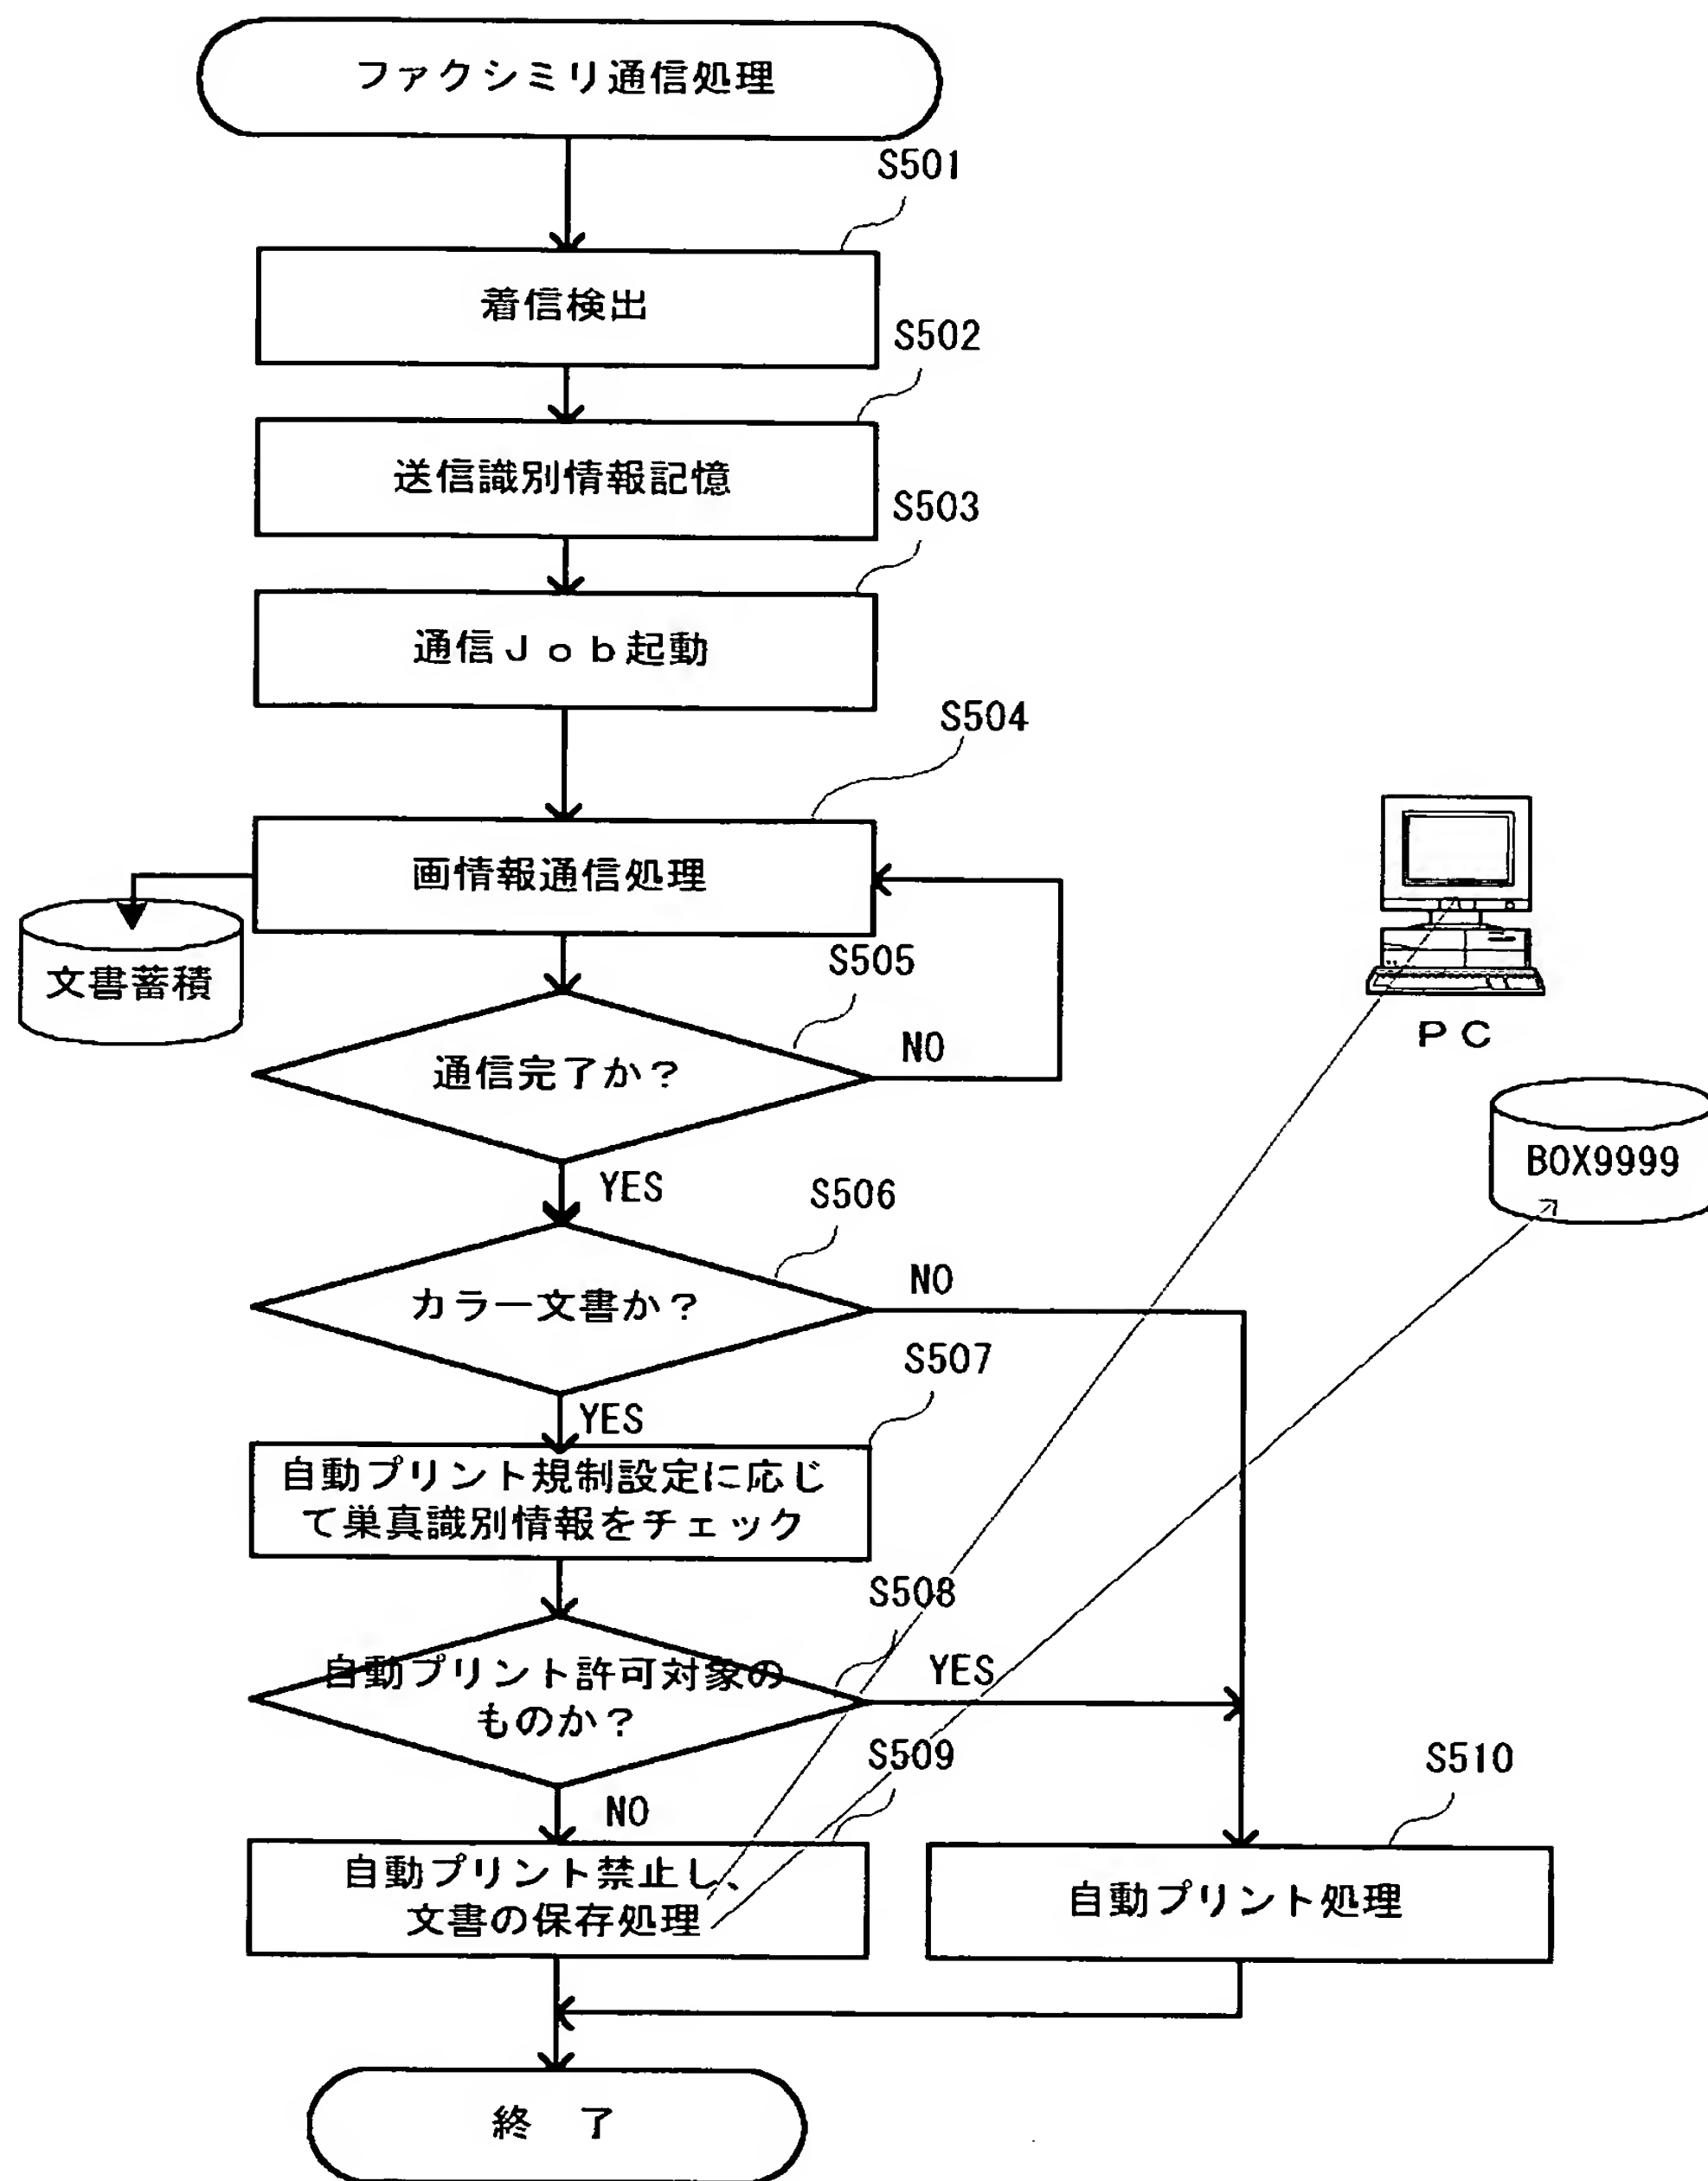 ファクシミリ通信処理
S501
着信検出
S502
送信識別情報記憶
S503
通信Job起動
S504
画情報通信処理
文書蓄積
S505
通信完了か?
NO
PC
BOX9999
YES
S506
カラー文書か?
NO
S507
YES
自動プリント規制設定に応じ
て巣真識別情報をチェック
S508
自動プリント許可対象の
ものか?
YES
S509
NO
S510
自動プリント禁止し、
文書の保存処理
自動プリント処理
終 了